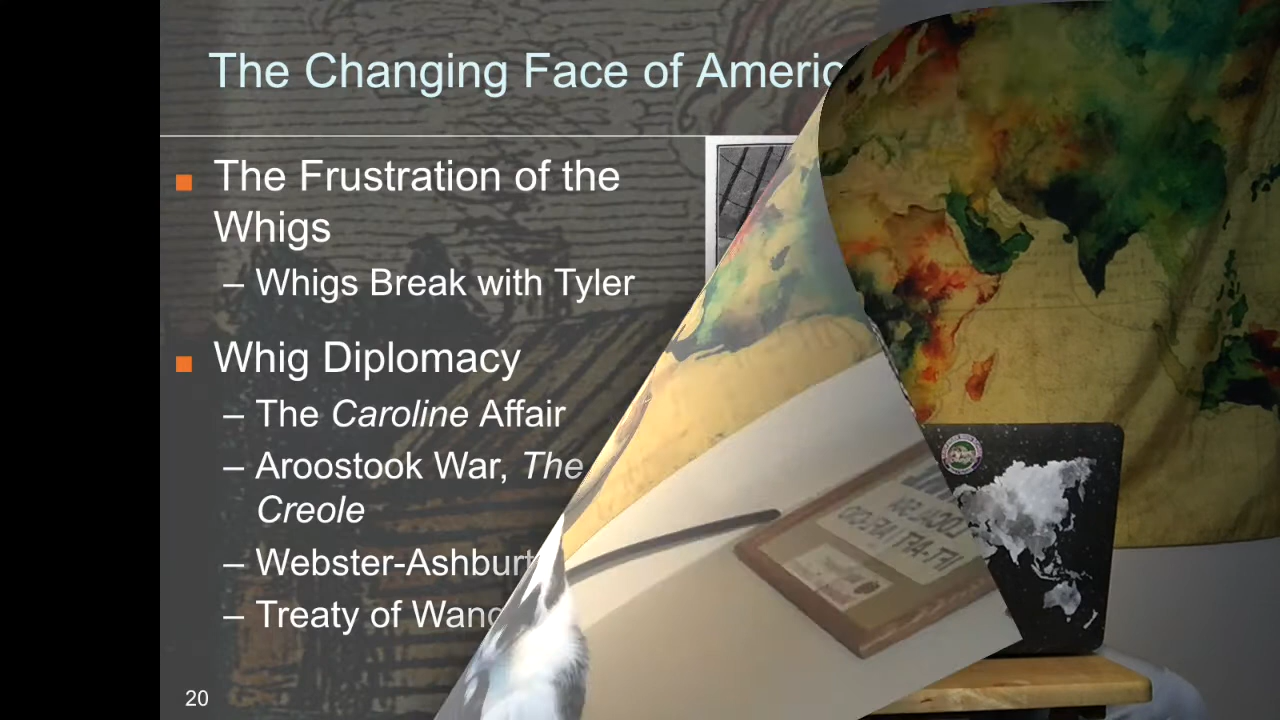 The Changing Face of Americ
■ The Frustration of the
Whigs
– Whigs Break with Tyler
■ Whig Diplomacy
– The Caroline Affair
– Aroostook War, The
Creole
– Webster-Ashburt
– Treaty of Wang
20